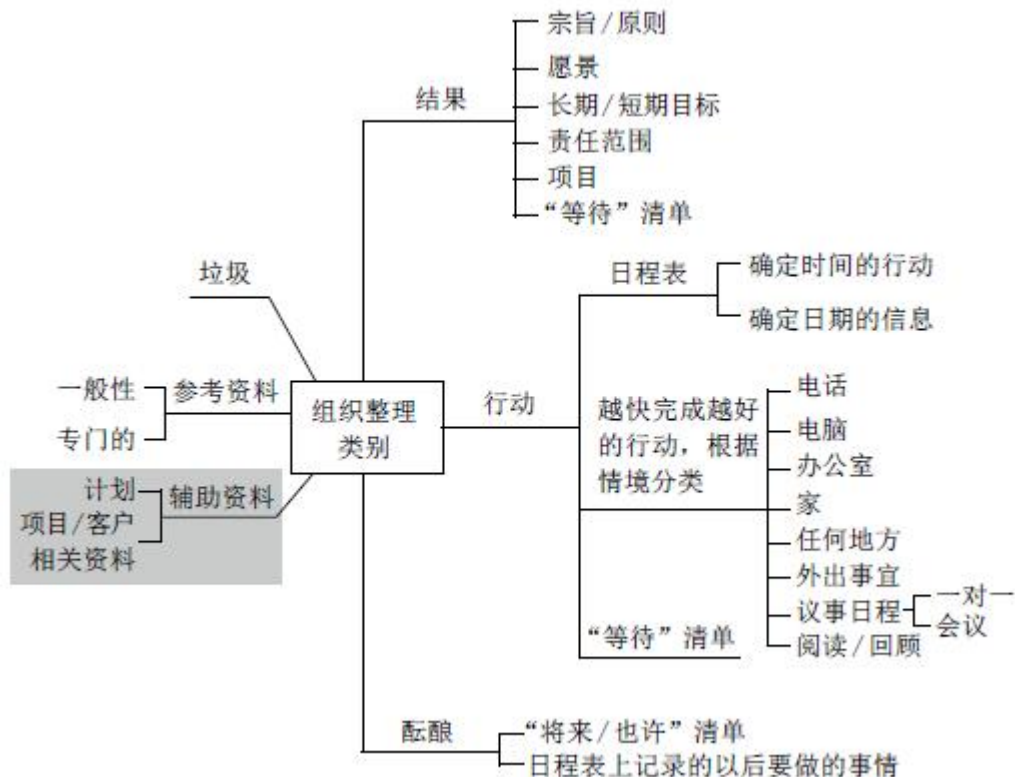 宗旨/原则
愿景
结果
长期/短期目标
责任范围
项目
“等待”清单
垃圾
日程表
确定时间的行动
确定日期的信息
一般性
参考资料
专门的
组织整理
类别
行动
越快完成越好
的行动，根据
情境分类
电话
电脑
办公室
家
任何地方
外出事宜
议事日程
一对一
会议
阅读/回顾
计划
辅助资料
项目/客户
相关资料
“等待”清单
酝酿
“将来/也许”清单
日程表上记录的以后要做的事情